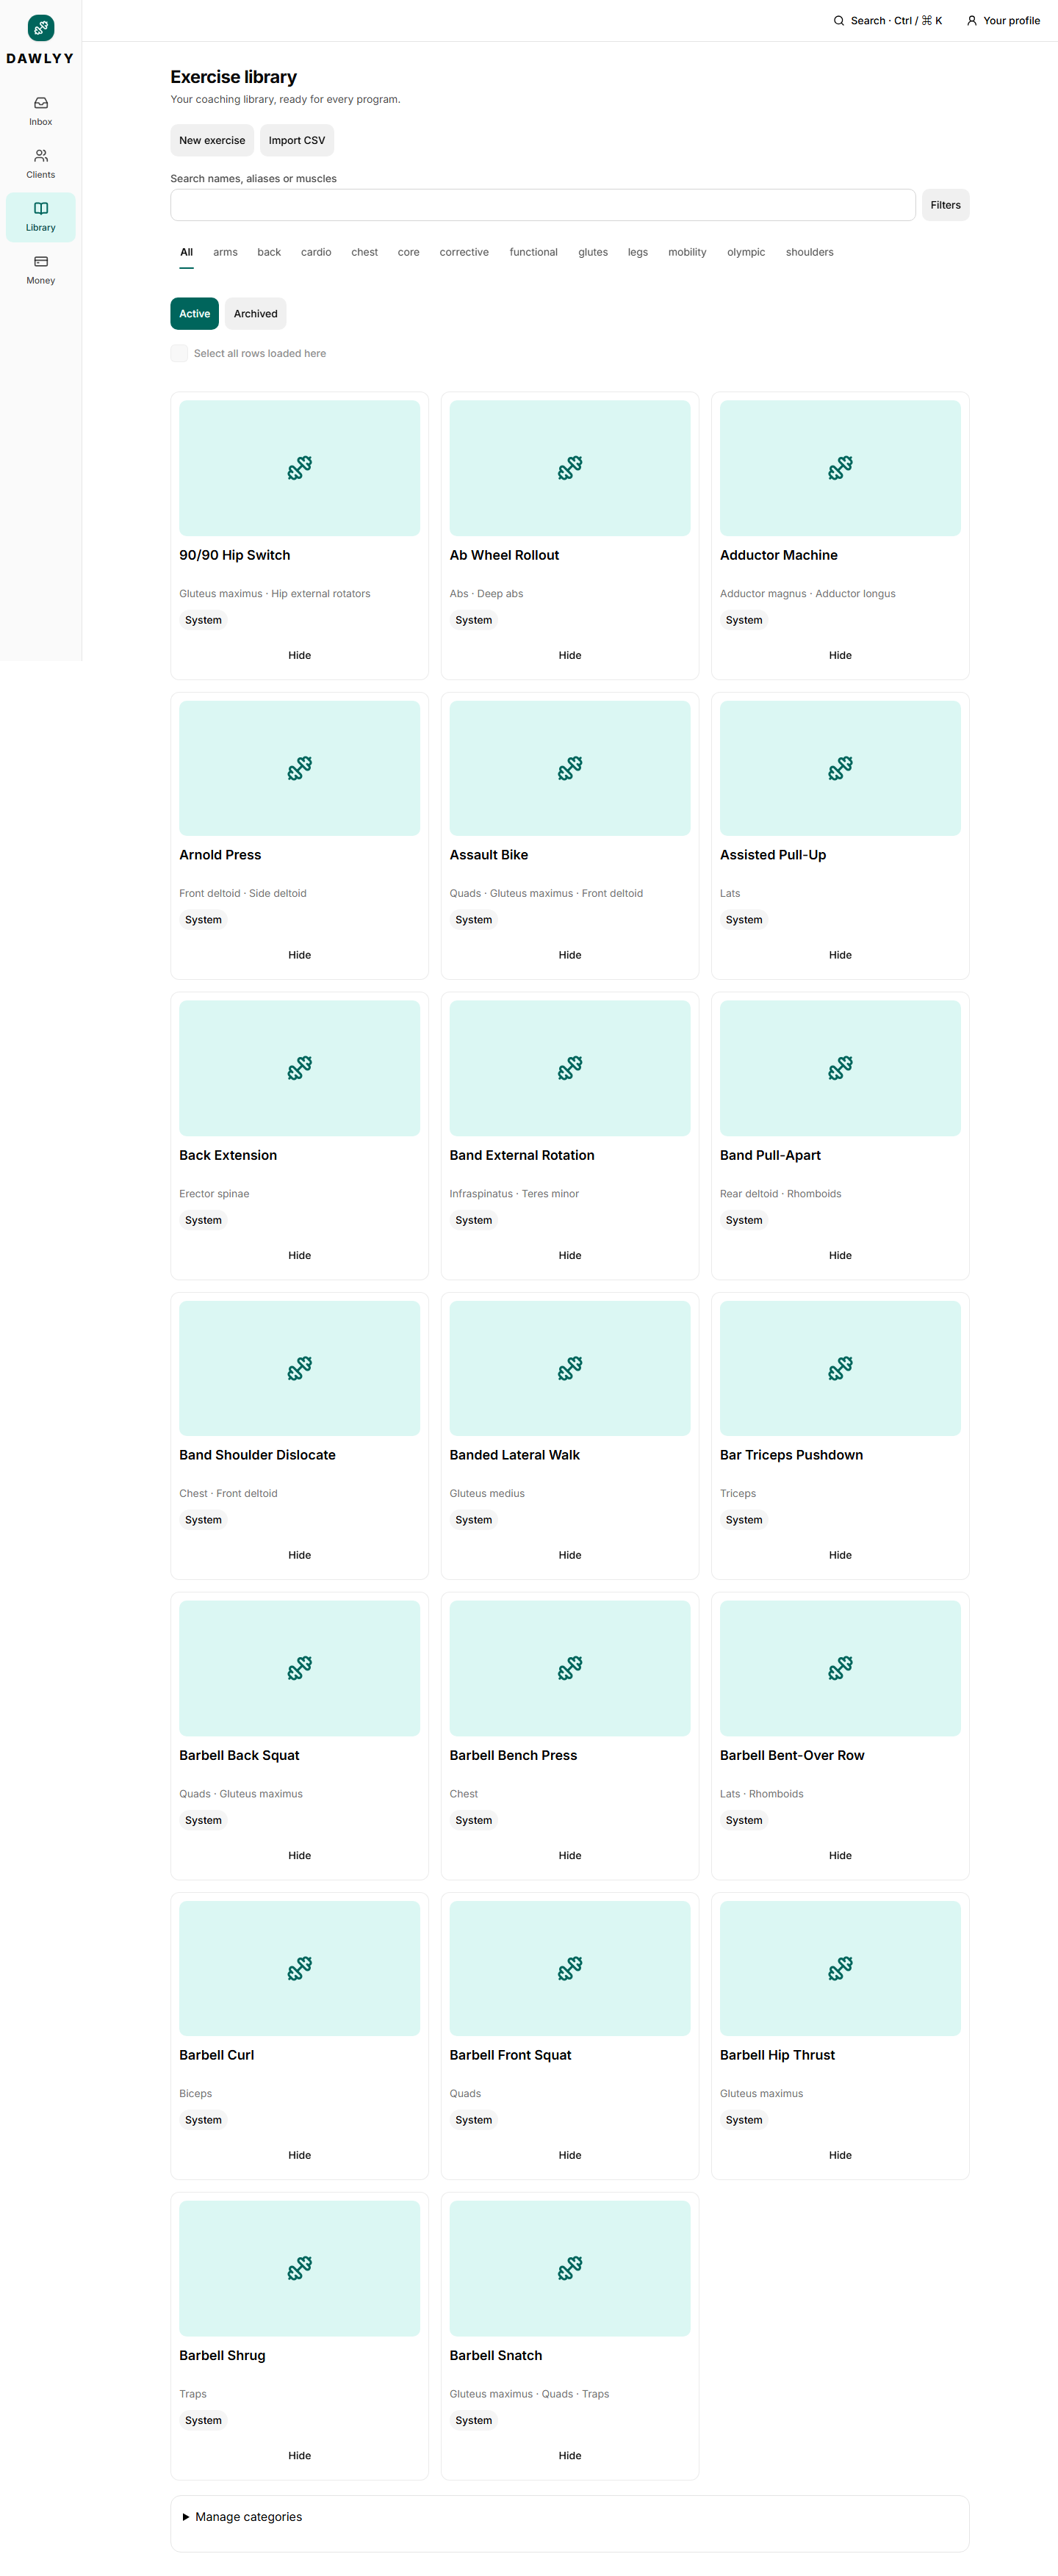 DAWLYY
Inbox
Clients
Library
Money
Search · Ctrl / ⌘ K
Your profile
Exercise library
Your coaching library, ready for every program.
New exercise
Import CSV
Search names, aliases or muscles
Filters
All arms back cardio chest core corrective functional glutes legs mobility olympic shoulders
Active
Archived
Select all rows loaded here
90/90 Hip Switch
Gluteus maximus · Hip external rotators
System
Hide
Ab Wheel Rollout
Abs · Deep abs
System
Hide
Adductor Machine
Adductor magnus · Adductor longus
System
Hide
Arnold Press
Front deltoid · Side deltoid
System
Hide
Assault Bike
Quads · Gluteus maximus · Front deltoid
System
Hide
Assisted Pull-Up
Lats
System
Hide
Back Extension
Erector spinae
System
Hide
Band External Rotation
Infraspinatus · Teres minor
System
Hide
Band Pull-Apart
Rear deltoid · Rhomboids
System
Hide
Band Shoulder Dislocate
Chest · Front deltoid
System
Hide
Banded Lateral Walk
Gluteus medius
System
Hide
Bar Triceps Pushdown
Triceps
System
Hide
Barbell Back Squat
Quads · Gluteus maximus
System
Hide
Barbell Bench Press
Chest
System
Hide
Barbell Bent-Over Row
Lats · Rhomboids
System
Hide
Barbell Curl
Biceps
System
Hide
Barbell Front Squat
Quads
System
Hide
Barbell Hip Thrust
Gluteus maximus
System
Hide
Barbell Shrug
Traps
System
Hide
Barbell Snatch
Gluteus maximus · Quads · Traps
System
Hide
Manage categories